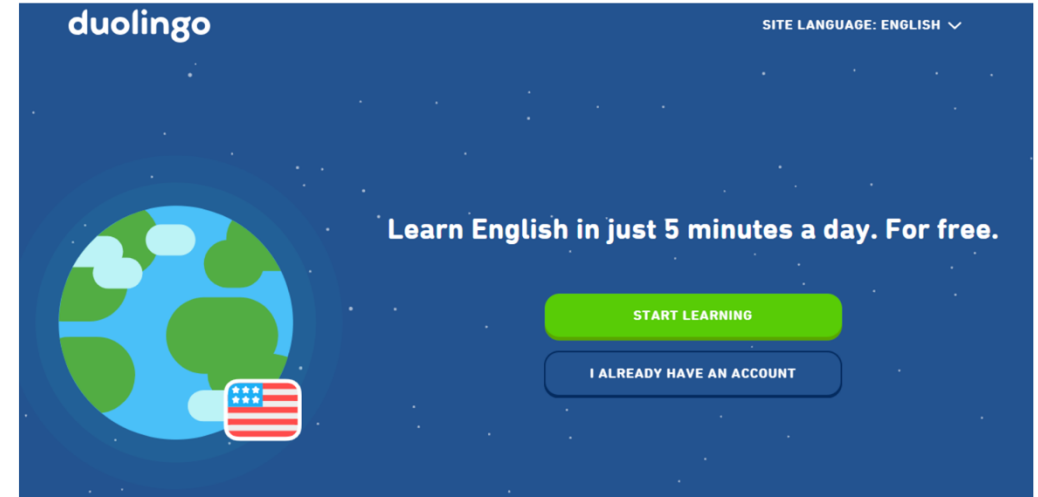 duolingo
SITE LANGUAGE: ENGLISH
Learn English in just 5 minutes a day. For free.
START LEARNING
I ALREADY HAVE AN ACCOUNT